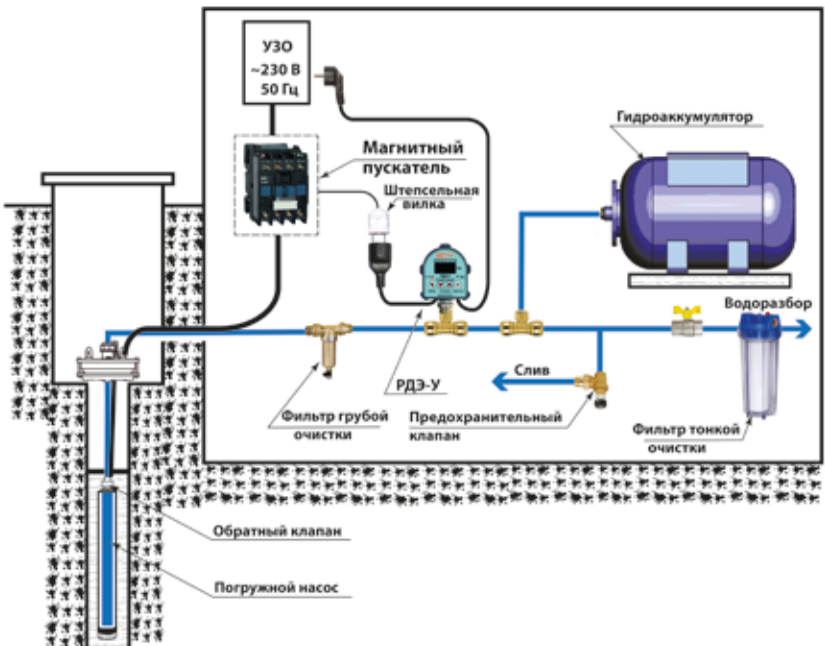 УЗО
~230 В
50 Гц
Магнитный
пускатель
Штепсельная
вилка
Гидроаккумулятор
Водоразбор
Слив
РДЭ-У
Фильтр грубой
очистки
Предохранительный
клапан
Фильтр тонкой
очистки
Обратный клапан
Погружной насос